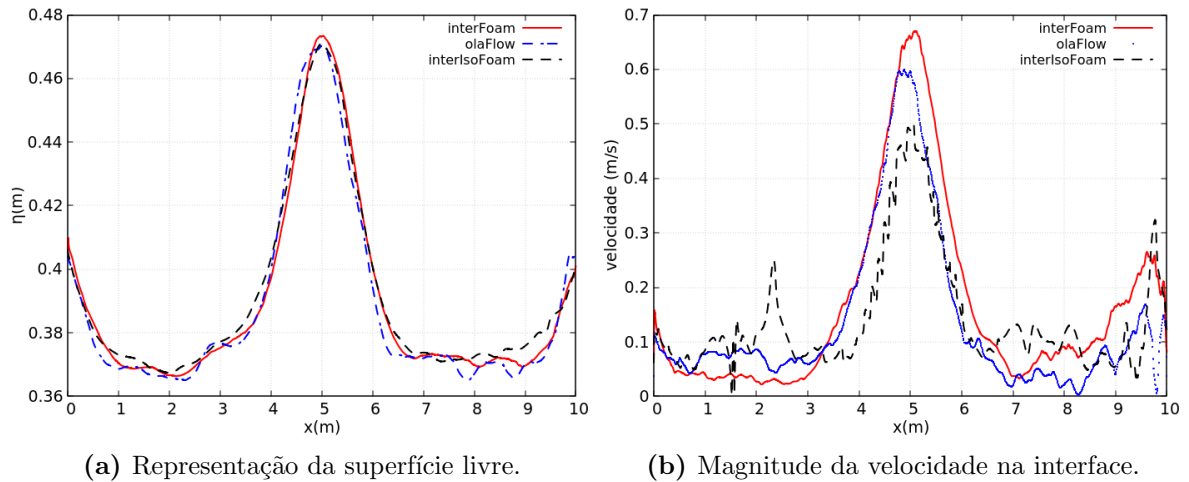 0.48
0.46
0.44
0.42
0.4
0.38
0.36
η(m)
0 1 2 3 4 5 6 7 8 9 10
x(m)
interFoam
olaFlow
interIsoFoam
(a) Representação da superfície livre.
0.7
0.6
0.5
0.4
0.3
0.2
0.1
0
velocidade (m/s)
0 1 2 3 4 5 6 7 8 9 10
x(m)
interFoam
olaFlow
interIsoFoam
(b) Magnitude da velocidade na interface.